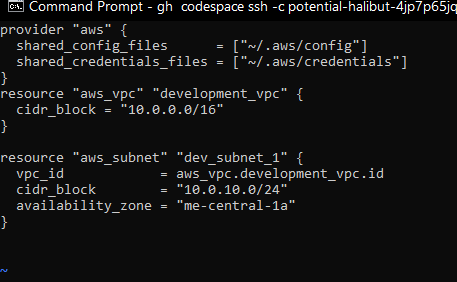 Command Prompt - gh codespace ssh -c potential-halibut-4jp7p65jq
provider "aws" {
  shared_config_files      = ["~/.aws/config"]
  shared_credentials_files = ["~/.aws/credentials"]
}
resource "aws_vpc" "development_vpc" {
  cidr_block = "10.0.0.0/16"
}
resource "aws_subnet" "dev_subnet_1" {
  vpc_id            = aws_vpc.development_vpc.id
  cidr_block        = "10.0.10.0/24"
  availability_zone = "me-central-1a"
}
~